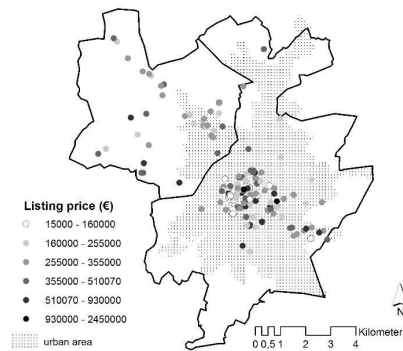 Listing price (€)
15000 - 160000
160000 - 255000
255000 - 355000
355000 - 510070
510070 - 930000
930000 - 2450000
urban area
Kilometer
0 0,5 1 2 3 4
N